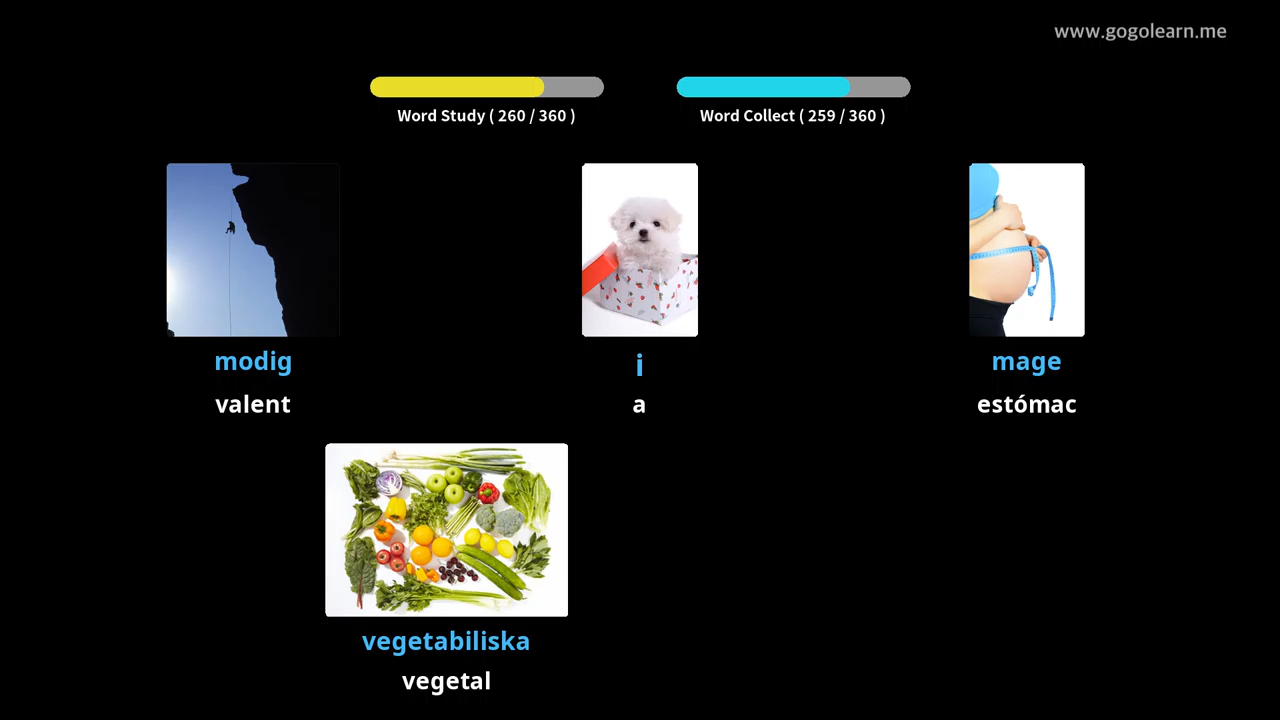 www.gogolearn.me
Word Study ( 260 / 360 )
Word Collect ( 259 / 360 )
modig
i
mage
valent
a
estómac
vegetabiliska
vegetal